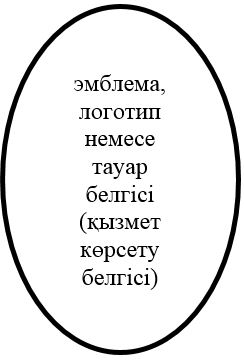 эмблема,
логотип
немесе
тауар
белгісі
(қызмет
көрсету
белгісі)